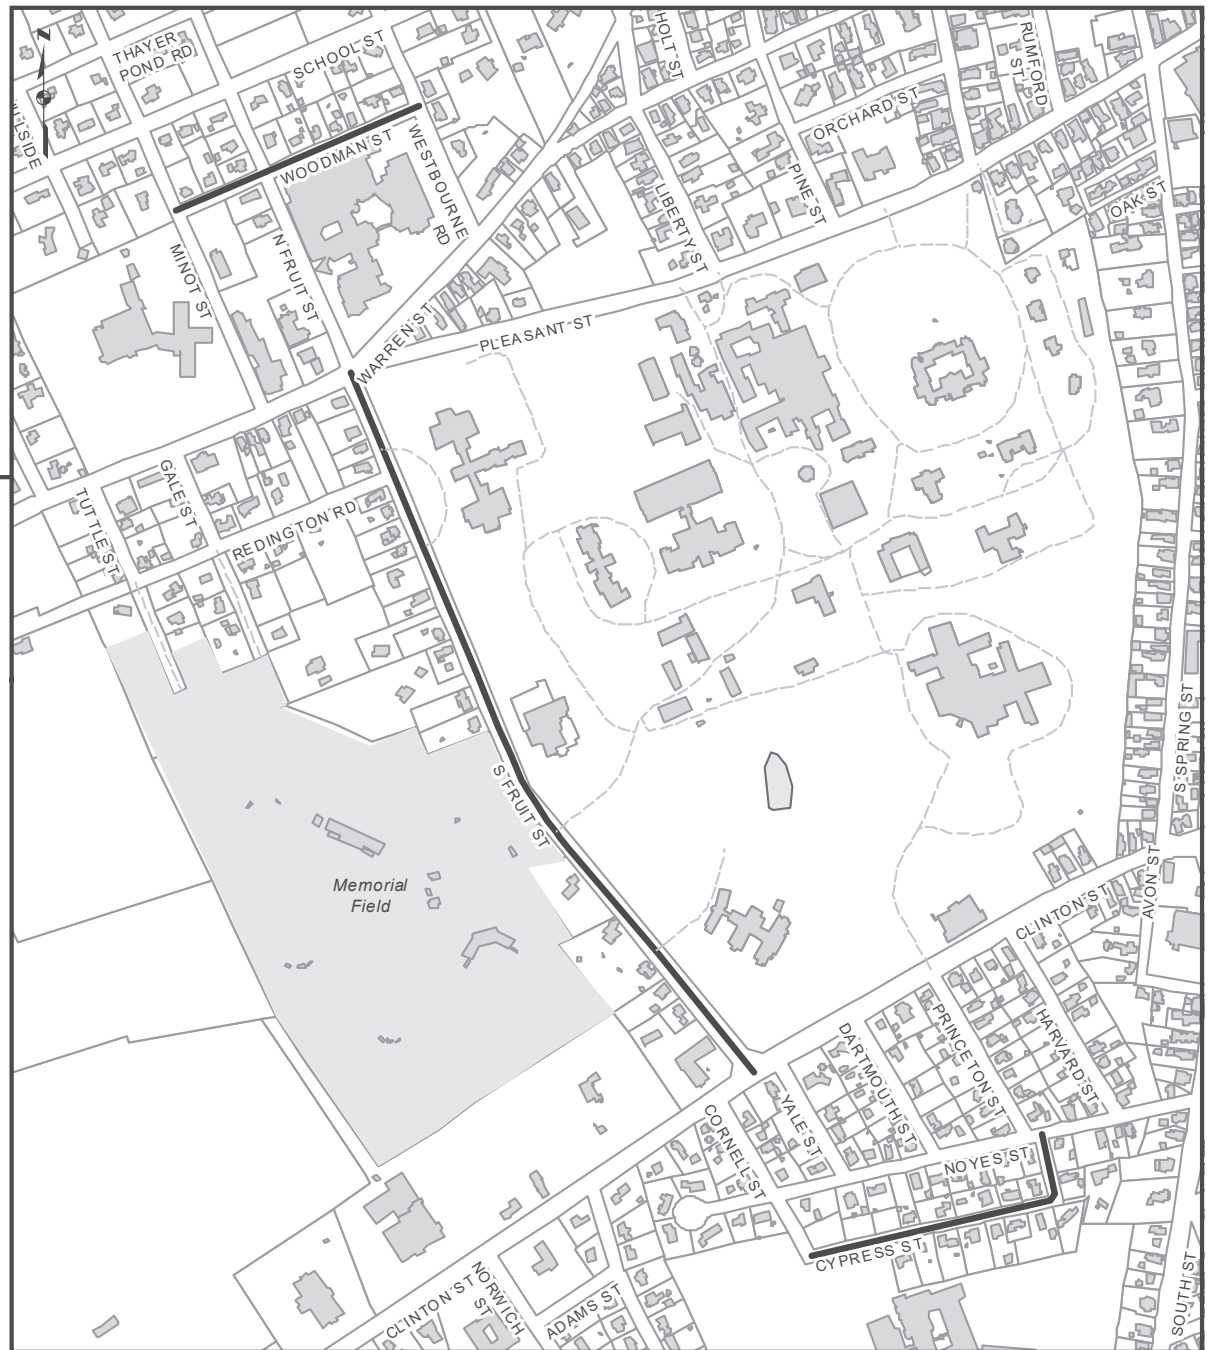 Z
THAYER
POND RD
SCHOOL ST
HOLT ST
RUMFORD
ST
WOODMAN ST
WESTBOURNE
RD
ORCHARD ST
PINE ST
LIBERTY ST
OAK ST
MINOT ST
N FRUIT ST
WARREN ST
PLEASANT ST
GALE ST
TUTTLE ST
REDINGTON RD
S FRUIT ST
S SPRING ST
Memorial
Field
AVON ST
CLINTON ST
HARVARD ST
PRINCETON ST
DARTMOUTH ST
YALE ST
CORNELL ST
NOYES ST
CYPRESS ST
SOUTH ST
CLINTON ST
NORWICH
ST
ADAMS ST